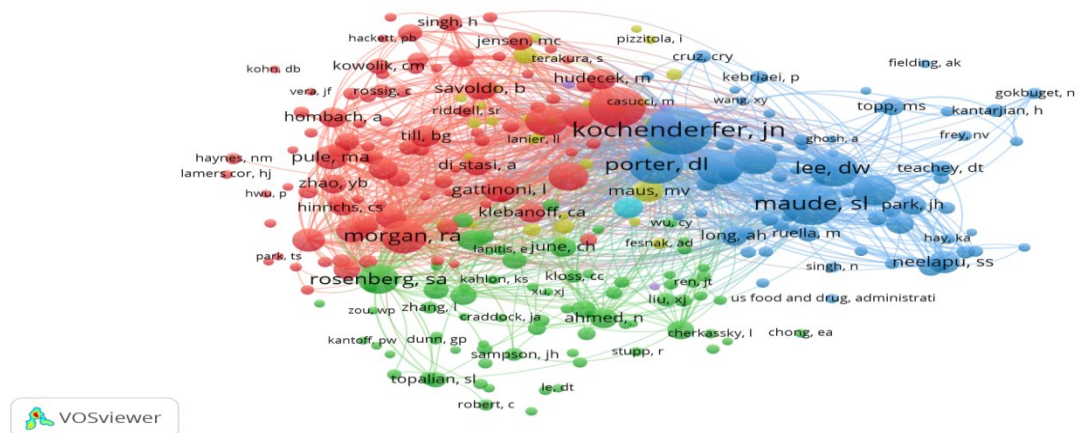 singh, h
hackett, pb
jensen, mc
pizzitola, i
terakura, s
cruz, cry
fielding, ak
kohn, db
kowolik, cm
hudecek, m
kebriaei, p
vera, jf
rossig, c
savoldo, b
casucci, m
wang, xy
gokbuget, n
topp, ms
kantarjian, h
hombach, a
riddell, sr
till, bg
lanier, ll
kochenderfer, jn
ghosh, a
frey, nv
haynes, nm
lamers cor, hj
pule, ma
di stasi, a
porter, dl
lee, dw
teachey, dt
hwu, p
zhao, yb
gattinoni, l
maus, mv
hinrichs, cs
klebanoff, ca
maude, sl
park, jh
wu, cy
morgan, ra
lanitis, e
june, ch
fesnak, ad
long, ah
ruella, m
hay, ka
park, ts
neelapu, ss
rosenberg, sa
kahlon, ks
kloss, cc
ren, jt
singh, n
xu, xj
liu, xj
us food and drug, administrati
zou, wp
zhang, l
craddock, ja
ahmed, n
cherkassky, l
chong, ea
kantoff, pw
dunn, gp
sampson, jh
stupp, r
topalian, sl
le, dt
robert, c
VOSviewer